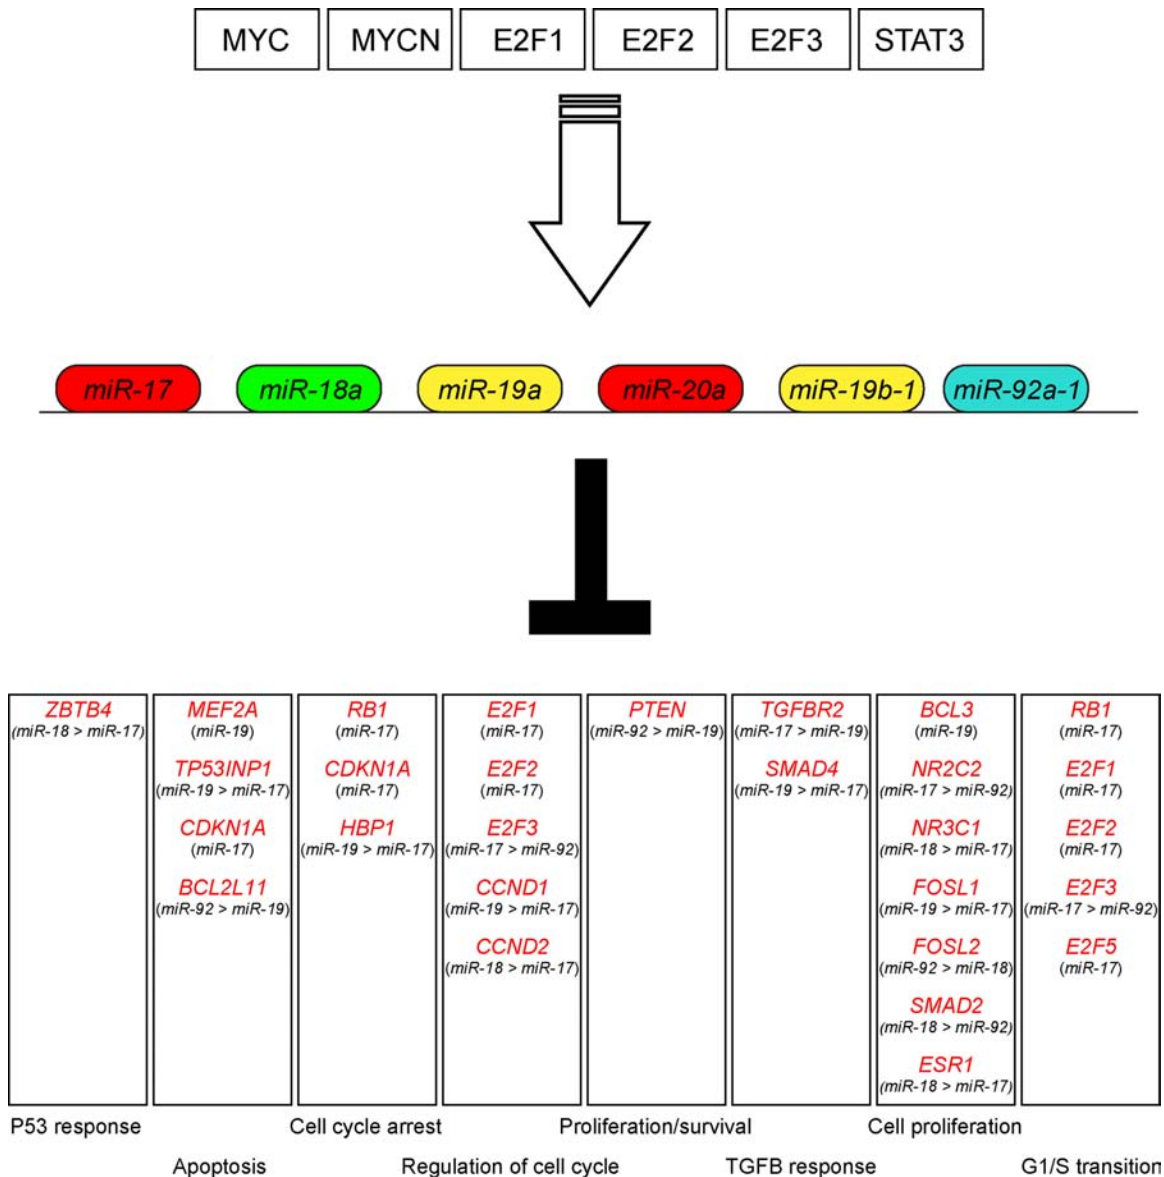 MYC MYCN E2F1 E2F2 E2F3 STAT3
miR-17 miR-18a miR-19a miR-20a miR-19b-1 miR-92a-1
ZBTB4
(miR-18 > miR-17)
MEF2A
(miR-19)
TP53INP1
(miR-19 > miR-17)
CDKN1A
(miR-17)
BCL2L11
(miR-92 > miR-19)
RB1
(miR-17)
CDKN1A
(miR-17)
HBP1
(miR-19 > miR-17)
E2F1
(miR-17)
E2F2
(miR-17)
E2F3
(miR-17 > miR-92)
CCND1
(miR-19 > miR-17)
CCND2
(miR-18 > miR-17)
PTEN
(miR-92 > miR-19)
TGFBR2
(miR-17 > miR-19)
SMAD4
(miR-19 > miR-17)
BCL3
(miR-19)
NR2C2
(miR-17 > miR-92)
NR3C1
(miR-18 > miR-17)
FOSL1
(miR-19 > miR-17)
FOSL2
(miR-92 > miR-18)
SMAD2
(miR-18 > miR-92)
ESR1
(miR-18 > miR-17)
RB1
(miR-17)
E2F1
(miR-17)
E2F2
(miR-17)
E2F3
(miR-17 > miR-92)
E2F5
(miR-17)
P53 response Cell cycle arrest Proliferation/survival Cell proliferation
Apoptosis Regulation of cell cycle TGFB response G1/S transition